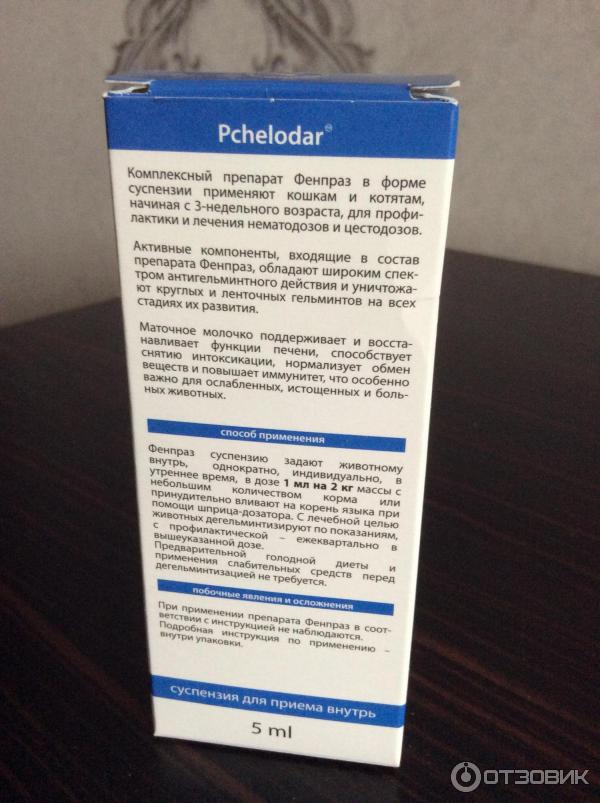 Pchelodar
Комплексный препарат Фенпраз в форме
суспензии применяют кошкам и котятам,
начиная с 3-недельного возраста, для профи-
лактики и лечения нематодозов и цестодозов.
Активные компоненты, входящие в состав
препарата Фенпраз, обладают широким спек-
тром антигельминтного действия и уничтожа-
ют круглых и ленточных гельминтов на всех
стадиях их развития.
Маточное молочко поддерживает и восста-
навливает функции печени, способствует
снятию интоксикации, нормализует обмен
веществ и повышает иммунитет, что особенно
важно для ослабленных, истощенных и боль-
ных животных.
способ применения
Фенпраз суспензию задают животному
внутрь, однократно, индивидуально, в
утреннее время, в дозе 1 мл на 2 кг массы с
небольшим количеством корма или
принудительно вливают на корень языка при
помощи шприца-дозатора. С лечебной целью
животных дегельминтизируют по показаниям,
с профилактической – ежеквартально в
вышеуказанной дозе.
Предварительной голодной диеты и
применения слабительных средств перед
дегельминтизацией не требуется.
побочные явления и осложнения
При применении препарата Фенпраз в соот-
ветствии с инструкцией не наблюдаются.
Подробная инструкция по применению –
внутри упаковки.
суспензия для приема внутрь
5 ml
ОТЗОВИК